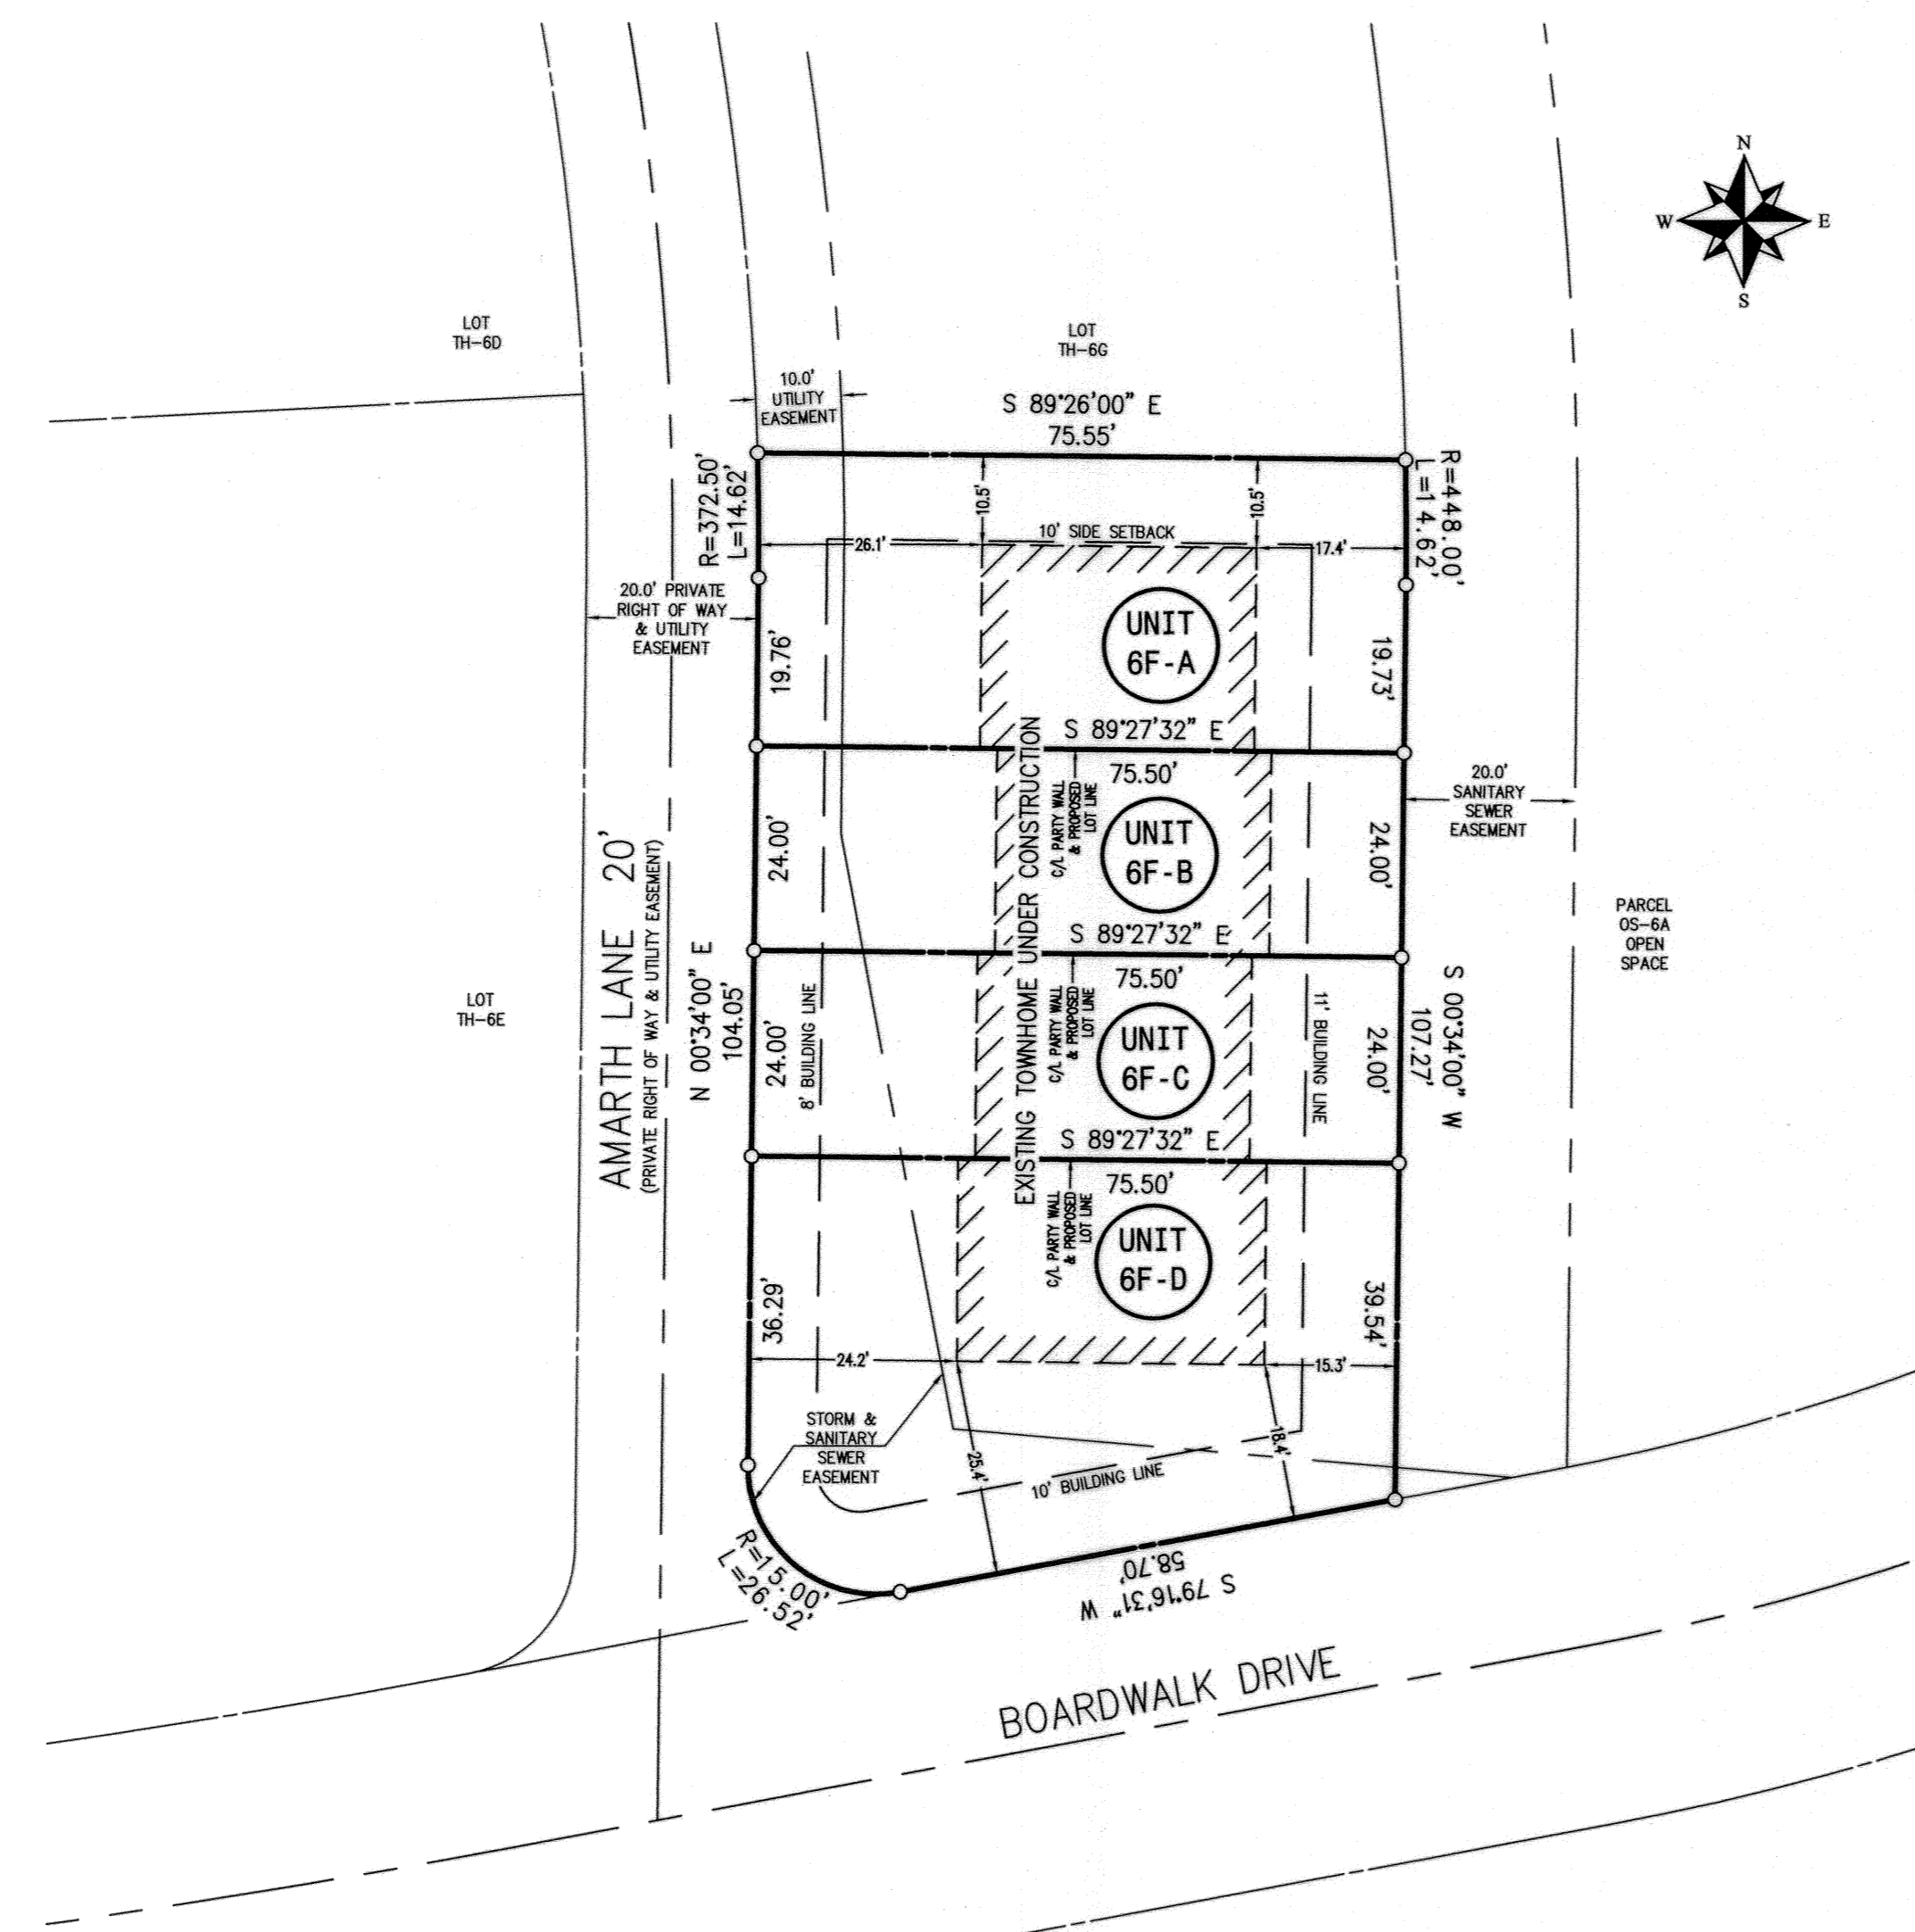 N
W
E
S
LOT
TH-6D
LOT
TH-6G
10.0'
UTILITY
EASEMENT
S 89°26'00" E
75.55'
R=372.50'
L=14.62'
R=448.00'
L=14.62'
10.5'
10.5'
10' SIDE SETBACK
26.1'
17.4'
20.0' PRIVATE
RIGHT OF WAY
& UTILITY
EASEMENT
19.76'
UNIT
6F-A
19.73'
S 89°27'32" E
75.50'
C/L PARTY WALL
& PROPOSED
LOT LINE
EXISTING TOWNHOME UNDER CONSTRUCTION
24.00'
UNIT
6F-B
24.00'
20.0'
SANITARY
SEWER
EASEMENT
PARCEL
OS-6A
OPEN
SPACE
S 89°27'32" E
75.50'
C/L PARTY WALL
& PROPOSED
LOT LINE
AMARTH LANE 20'
(PRIVATE RIGHT OF WAY & UTILITY EASEMENT)
LOT
TH-6E
N 00°34'00" E
104.05'
24.00'
8' BUILDING LINE
UNIT
6F-C
11' BUILDING LINE
24.00'
S 00°34'00" W
107.27'
S 89°27'32" E
75.50'
C/L PARTY WALL
& PROPOSED
LOT LINE
36.29'
UNIT
6F-D
39.54'
24.2'
15.3'
STORM &
SANITARY
SEWER
EASEMENT
25.4'
18.4'
10' BUILDING LINE
R=15.00'
L=26.52'
S 79°16'31" W
58.70'
BOARDWALK DRIVE